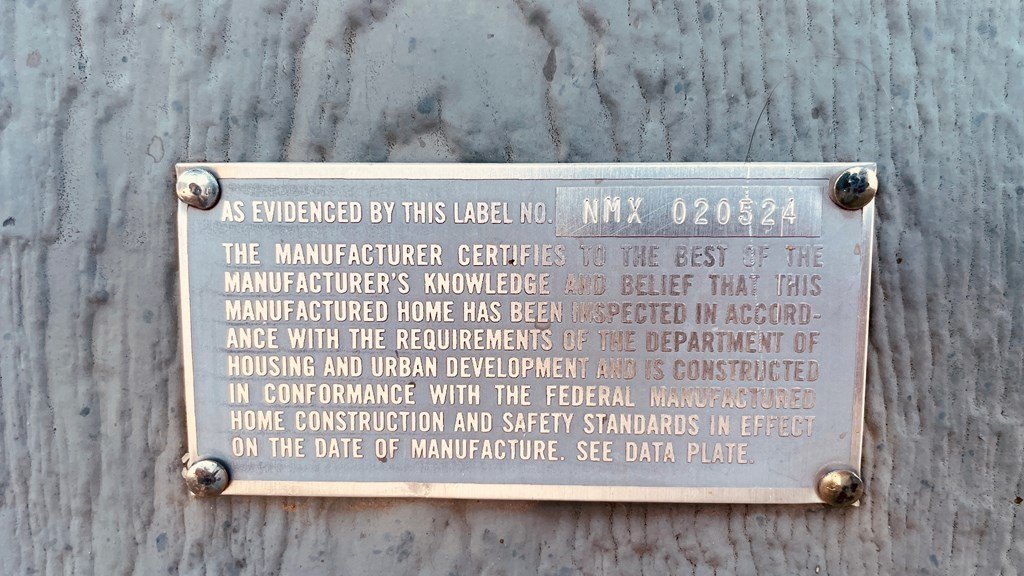 AS EVIDENCED BY THIS LABEL NO. NMX 020524
THE MANUFACTURER CERTIFIES TO THE BEST OF THE
MANUFACTURER'S KNOWLEDGE AND BELIEF THAT THIS
MANUFACTURED HOME HAS BEEN INSPECTED IN ACCORD-
ANCE WITH THE REQUIREMENTS OF THE DEPARTMENT OF
HOUSING AND URBAN DEVELOPMENT AND IS CONSTRUCTED
IN CONFORMANCE WITH THE FEDERAL MANUFACTURED
HOME CONSTRUCTION AND SAFETY STANDARDS IN EFFECT
ON THE DATE OF MANUFACTURE. SEE DATA PLATE.